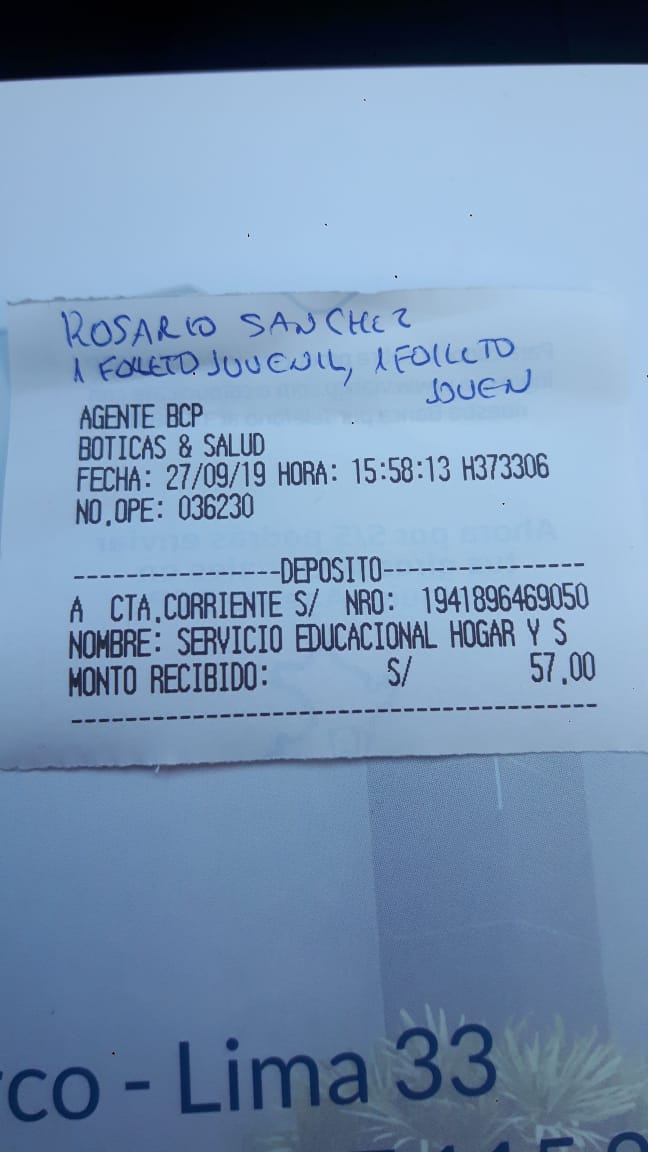 ROSARIO SANCHEZ
1 FOLLETO JUVENIL, 1 FOLLETO
JOVEN
AGENTE BCP
BOTICAS & SALUD
FECHA: 27/09/19 HORA: 15:58:13 H373306
NO.OPE: 036230
-----------------DEPOSITO-----------------
A CTA.CORRIENTE S/ NRO: 1941896469050
NOMBRE: SERVICIO EDUCACIONAL HOGAR Y S
MONTO RECIBIDO: S/ 57.00
------------------------------------------
rco - Lima 33